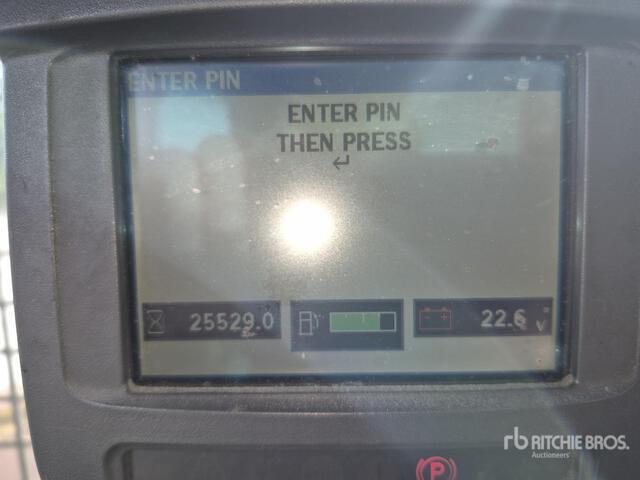 ENTER PIN
ENTER PIN
THEN PRESS
↵
25529.0
22.6 V
P
rb RITCHIE BROS.
Auctioneers